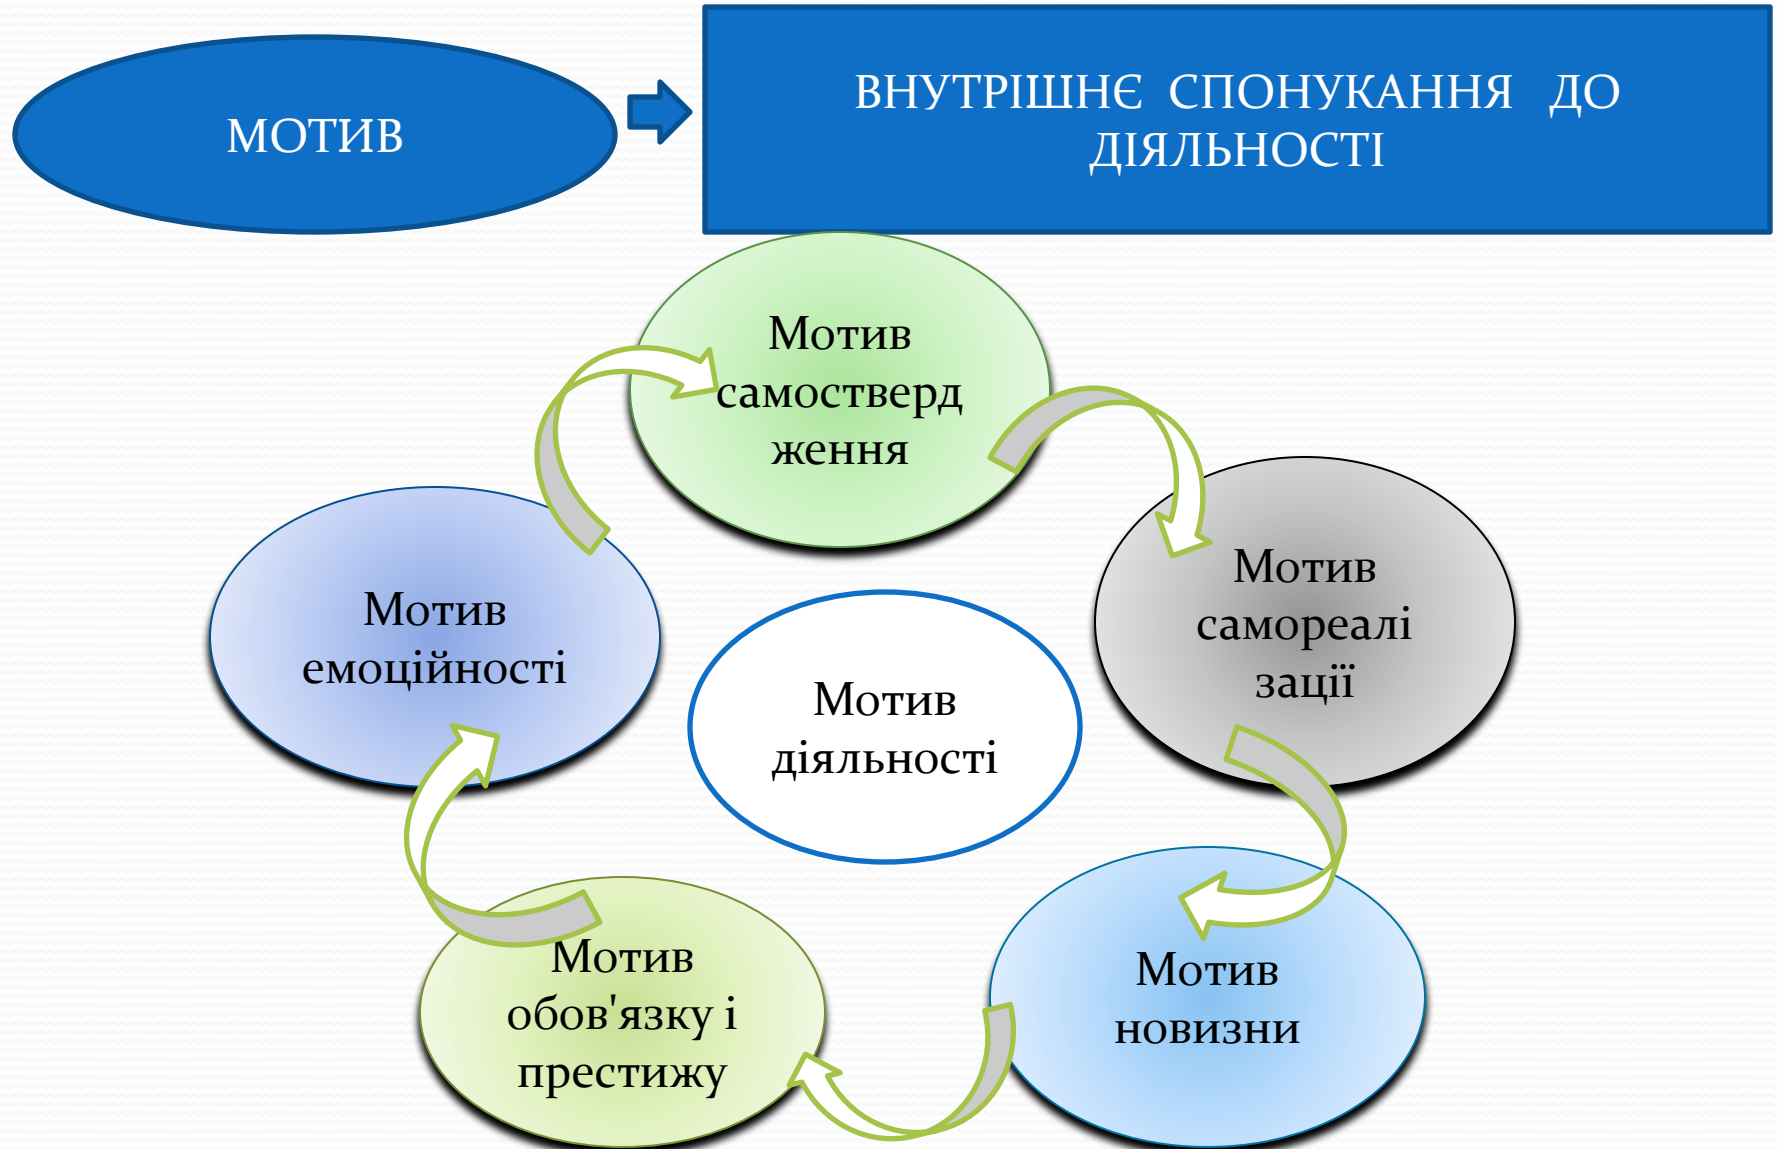 МОТИВ
ВНУТРІШНЄ СПОНУКАННЯ ДО
ДІЯЛЬНОСТІ
Мотив
самостверд
ження
Мотив
самореалі
зації
Мотив
новизни
Мотив
обов'язку і
престижу
Мотив
емоційності
Мотив
діяльності